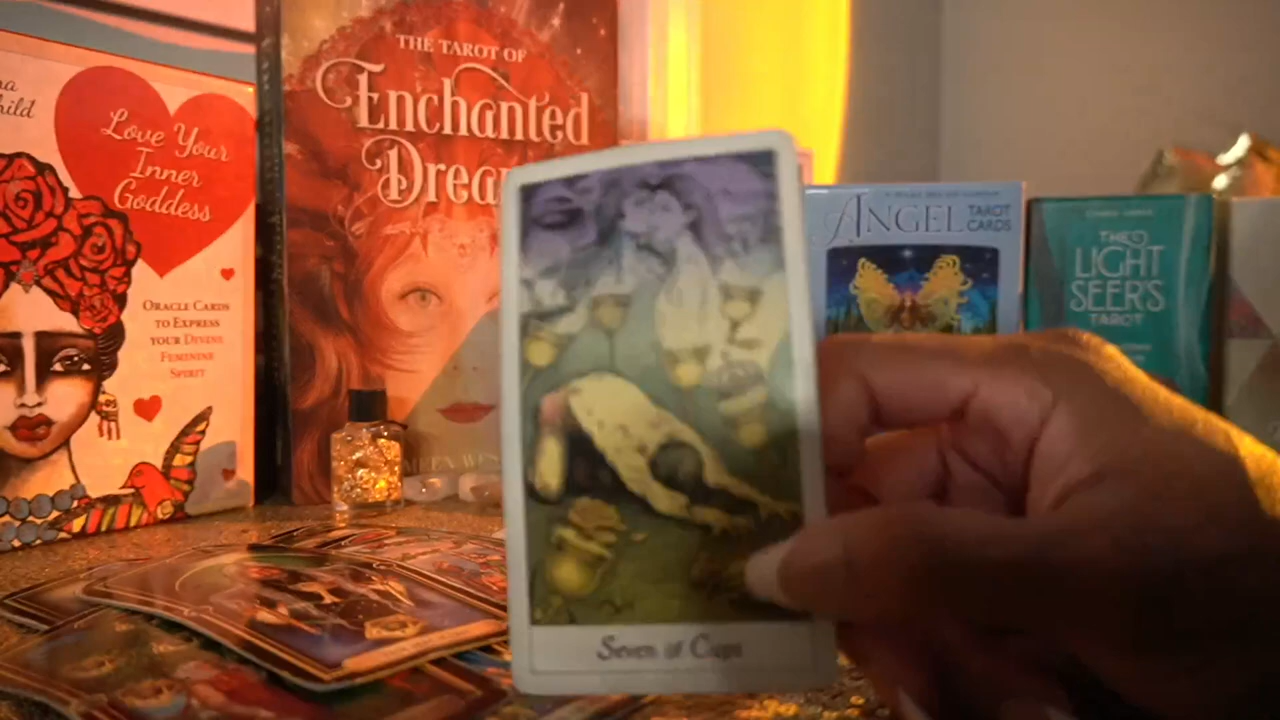 Love Your
Inner
Goddess
ORACLE CARDS
TO EXPRESS
YOUR DIVINE
FEMININE
SPIRIT
THE TAROT OF
Enchanted
Seven of Cups
ANGEL TAROT
CARDS
THE
LIGHT
SEER'S
TAROT